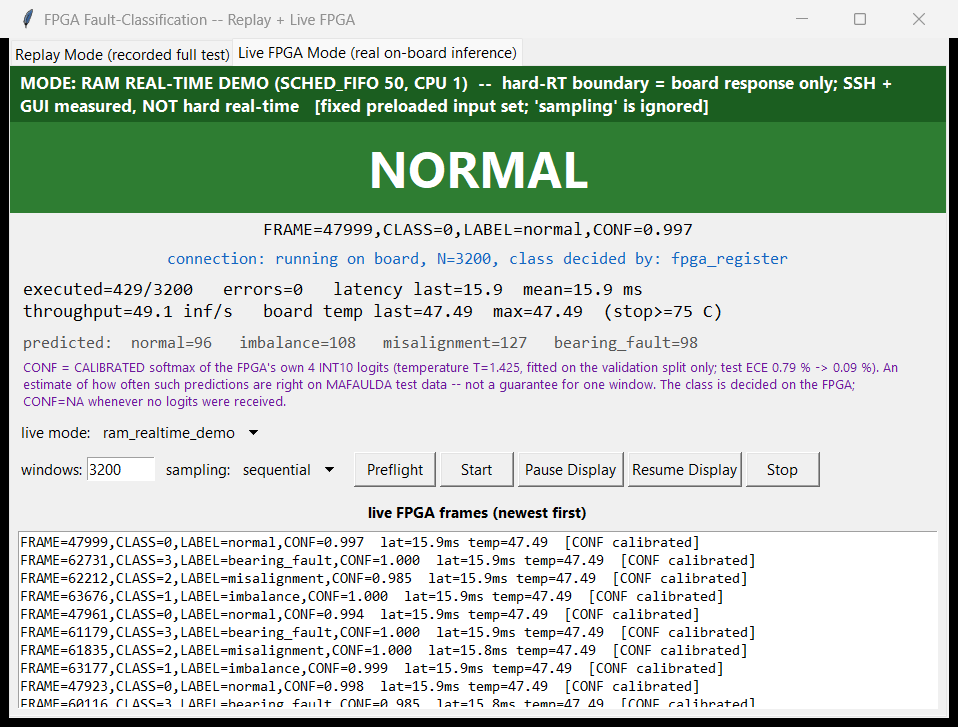 FPGA Fault-Classification -- Replay + Live FPGA
Replay Mode (recorded full test) Live FPGA Mode (real on-board inference)
MODE: RAM REAL-TIME DEMO (SCHED_FIFO 50, CPU 1)  --  hard-RT boundary = board response only; SSH +
GUI measured, NOT hard real-time   [fixed preloaded input set; 'sampling' is ignored]
NORMAL
FRAME=47999,CLASS=0,LABEL=normal,CONF=0.997
connection: running on board, N=3200, class decided by: fpga_register
executed=429/3200   errors=0   latency last=15.9  mean=15.9 ms
throughput=49.1 inf/s   board temp last=47.49  max=47.49  (stop>=75 C)
predicted:  normal=96   imbalance=108   misalignment=127   bearing_fault=98
CONF = CALIBRATED softmax of the FPGA's own 4 INT10 logits (temperature T=1.425, fitted on the validation split only; test ECE 0.79 % -> 0.09 %). An
estimate of how often such predictions are right on MAFAULDA test data -- not a guarantee for one window. The class is decided on the FPGA;
CONF=NA whenever no logits were received.
live mode: ram_realtime_demo
windows: 3200 sampling: sequential Preflight Start Pause Display Resume Display Stop
live FPGA frames (newest first)
FRAME=47999,CLASS=0,LABEL=normal,CONF=0.997  lat=15.9ms temp=47.49  [CONF calibrated]
FRAME=62731,CLASS=3,LABEL=bearing_fault,CONF=1.000  lat=15.9ms temp=47.49  [CONF calibrated]
FRAME=62212,CLASS=2,LABEL=misalignment,CONF=0.985  lat=15.9ms temp=47.49  [CONF calibrated]
FRAME=63676,CLASS=1,LABEL=imbalance,CONF=1.000  lat=15.9ms temp=47.49  [CONF calibrated]
FRAME=47961,CLASS=0,LABEL=normal,CONF=0.994  lat=15.9ms temp=47.49  [CONF calibrated]
FRAME=61179,CLASS=3,LABEL=bearing_fault,CONF=1.000  lat=15.9ms temp=47.49  [CONF calibrated]
FRAME=61835,CLASS=2,LABEL=misalignment,CONF=1.000  lat=15.8ms temp=47.49  [CONF calibrated]
FRAME=63177,CLASS=1,LABEL=imbalance,CONF=0.999  lat=15.9ms temp=47.49  [CONF calibrated]
FRAME=47923,CLASS=0,LABEL=normal,CONF=0.998  lat=15.9ms temp=47.49  [CONF calibrated]
FRAME=60116,CLASS=3,LABEL=bearing_fault,CONF=0.985  lat=15.8ms temp=47.49  [CONF calibrated]